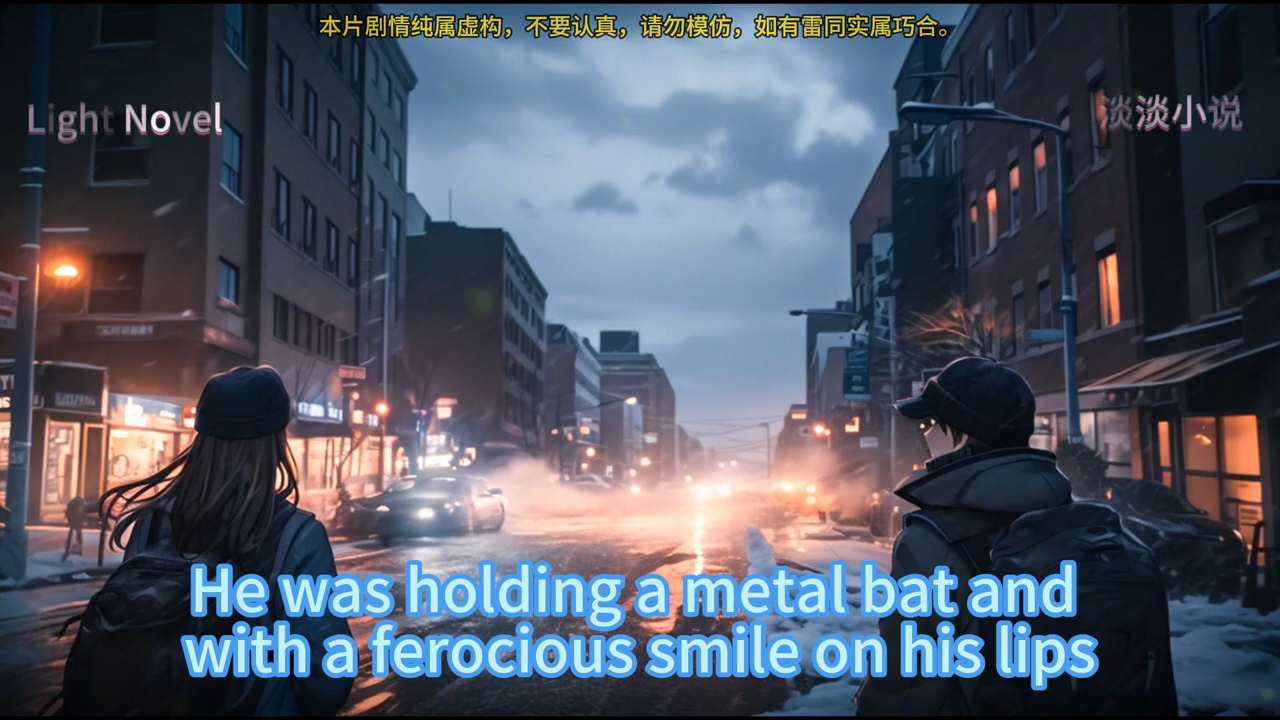 本片剧情纯属虚构，不要认真，请勿模仿，如有雷同实属巧合。
Light Novel
淡淡小说
He was holding a metal bat and
with a ferocious smile on his lips